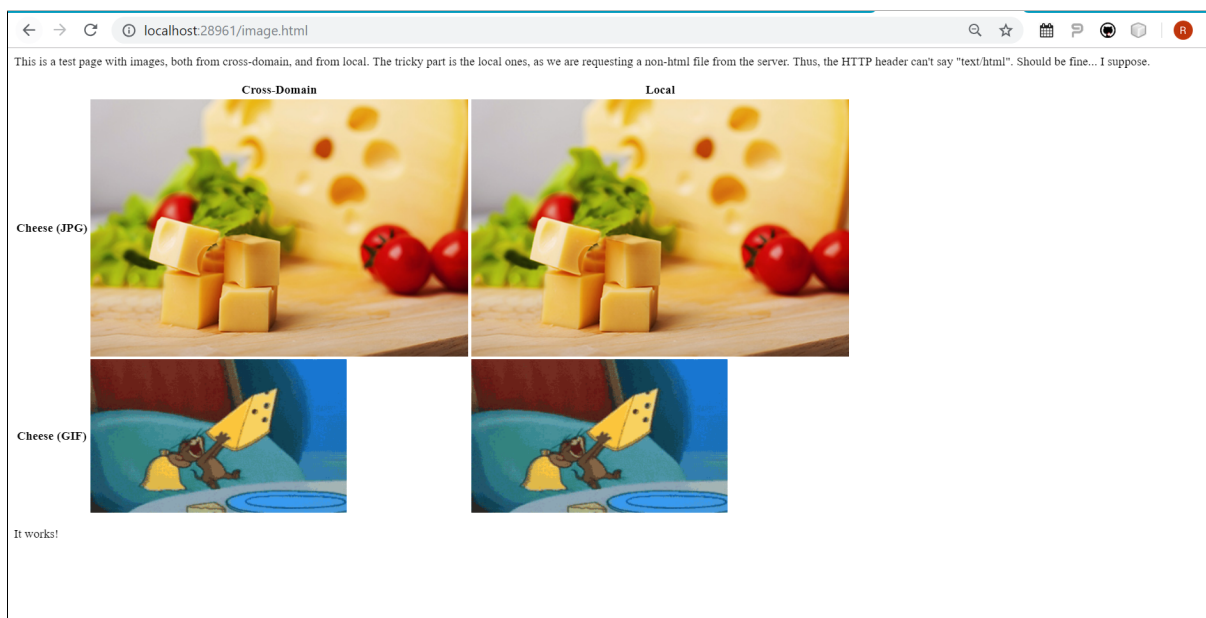 localhost:28961/image.html
R
This is a test page with images, both from cross-domain, and from local. The tricky part is the local ones, as we are requesting a non-html file from the server. Thus, the HTTP header can't say "text/html". Should be fine... I suppose.
Cross-Domain Local
Cheese (JPG)
Cheese (GIF)
It works!